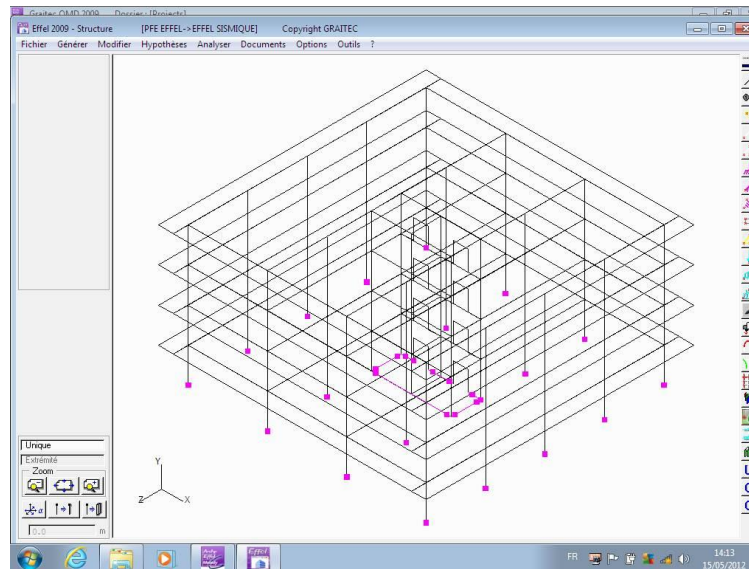 Graitec OMD 2009 - Dossier : [Projects]
Effel 2009 - Structure [PFE EFFEL->EFFEL SISMIQUE] Copyright GRAITEC
Fichier Générer Modifier Hypothèses Analyser Documents Options Outils ?
Unique
Extrémité
Zoom
0.0 m
Y
Z X
Effel
FR 14:13
15/05/2012